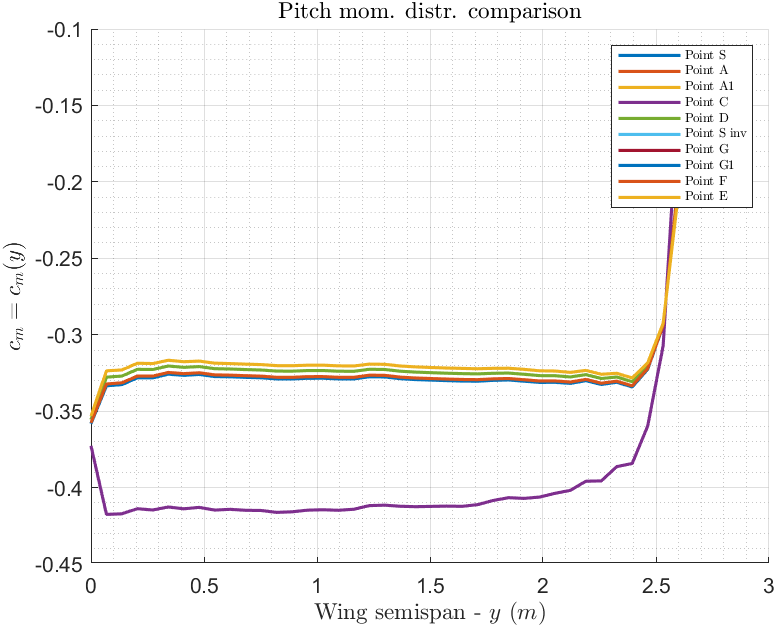 Pitch mom. distr. comparison
-0.1
-0.15
-0.2
-0.25
-0.3
-0.35
-0.4
-0.45
c_m = c_m(y)
Point S
Point A
Point A1
Point C
Point D
Point S inv
Point G
Point G1
Point F
Point E
0 0.5 1 1.5 2 2.5 3
Wing semispan - y (m)